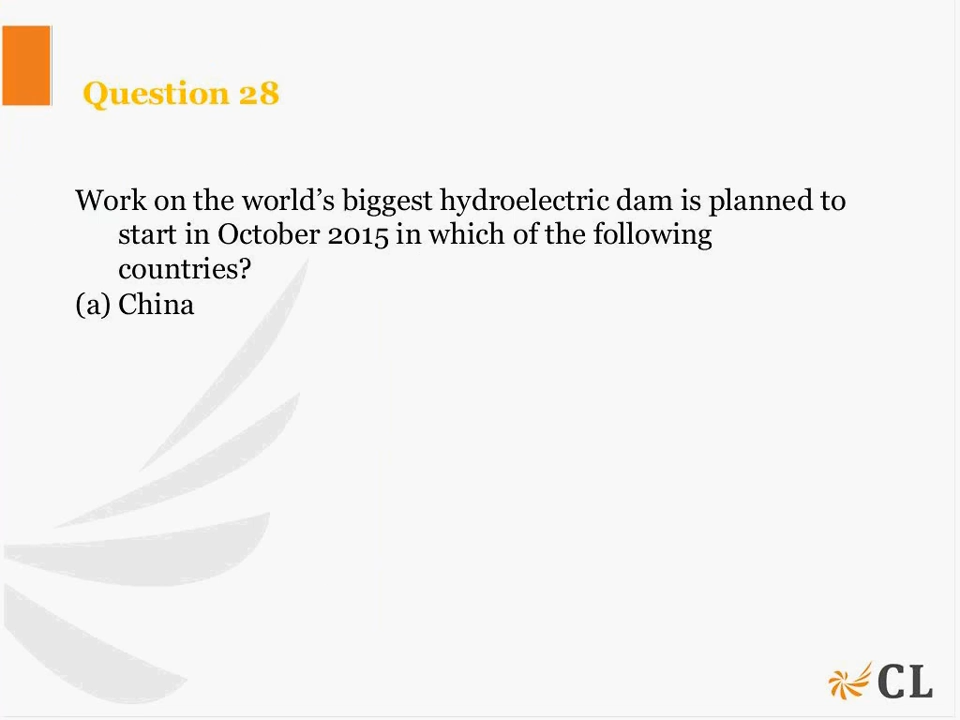 Question 28
Work on the world’s biggest hydroelectric dam is planned to
start in October 2015 in which of the following
countries?
(a) China
CL